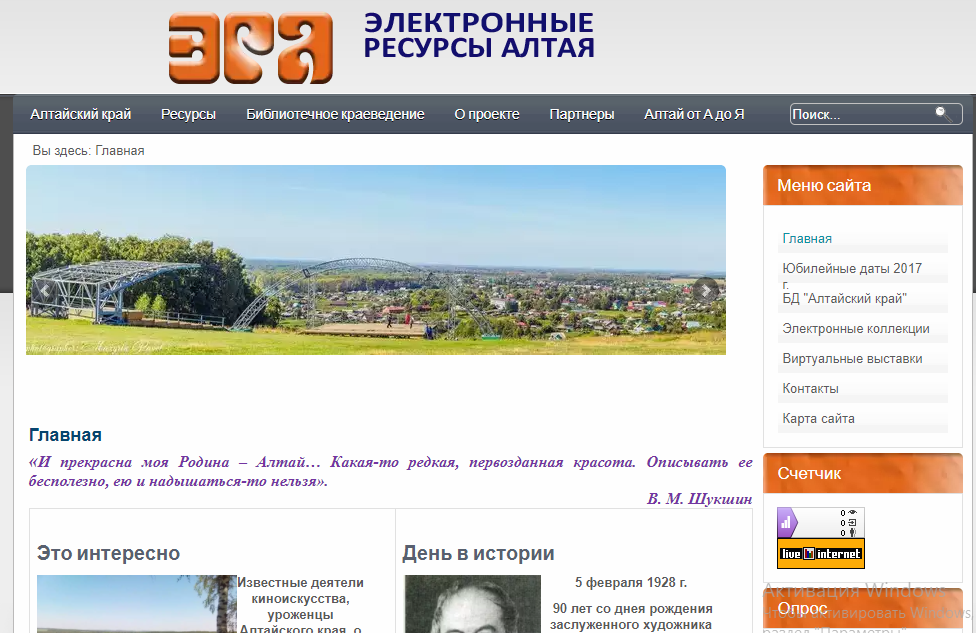 ЭРА
ЭЛЕКТРОННЫЕ
РЕСУРСЫ АЛТАЯ
Алтайский край Ресурсы Библиотечное краеведение О проекте Партнеры Алтай от А до Я Поиск...
Вы здесь: Главная
Меню сайта
Главная
Юбилейные даты 2017
г.
БД "Алтайский край"
Электронные коллекции
Виртуальные выставки
Контакты
Карта сайта
Главная
«И прекрасна моя Родина – Алтай… Какая-то редкая, первозданная красота. Описывать ее
бесполезно, ею и надышаться-то нельзя».
В. М. Шукшин
Счетчик
0
0
0
live internet
Это интересно
Известные деятели
киноискусства,
уроженцы
Алтайского края, о
День в истории
5 февраля 1928 г.
90 лет со днея рождения
заслуженного художника
Опрос
Активация Windows
Чтобы активировать Windows
раздел "Параметры"